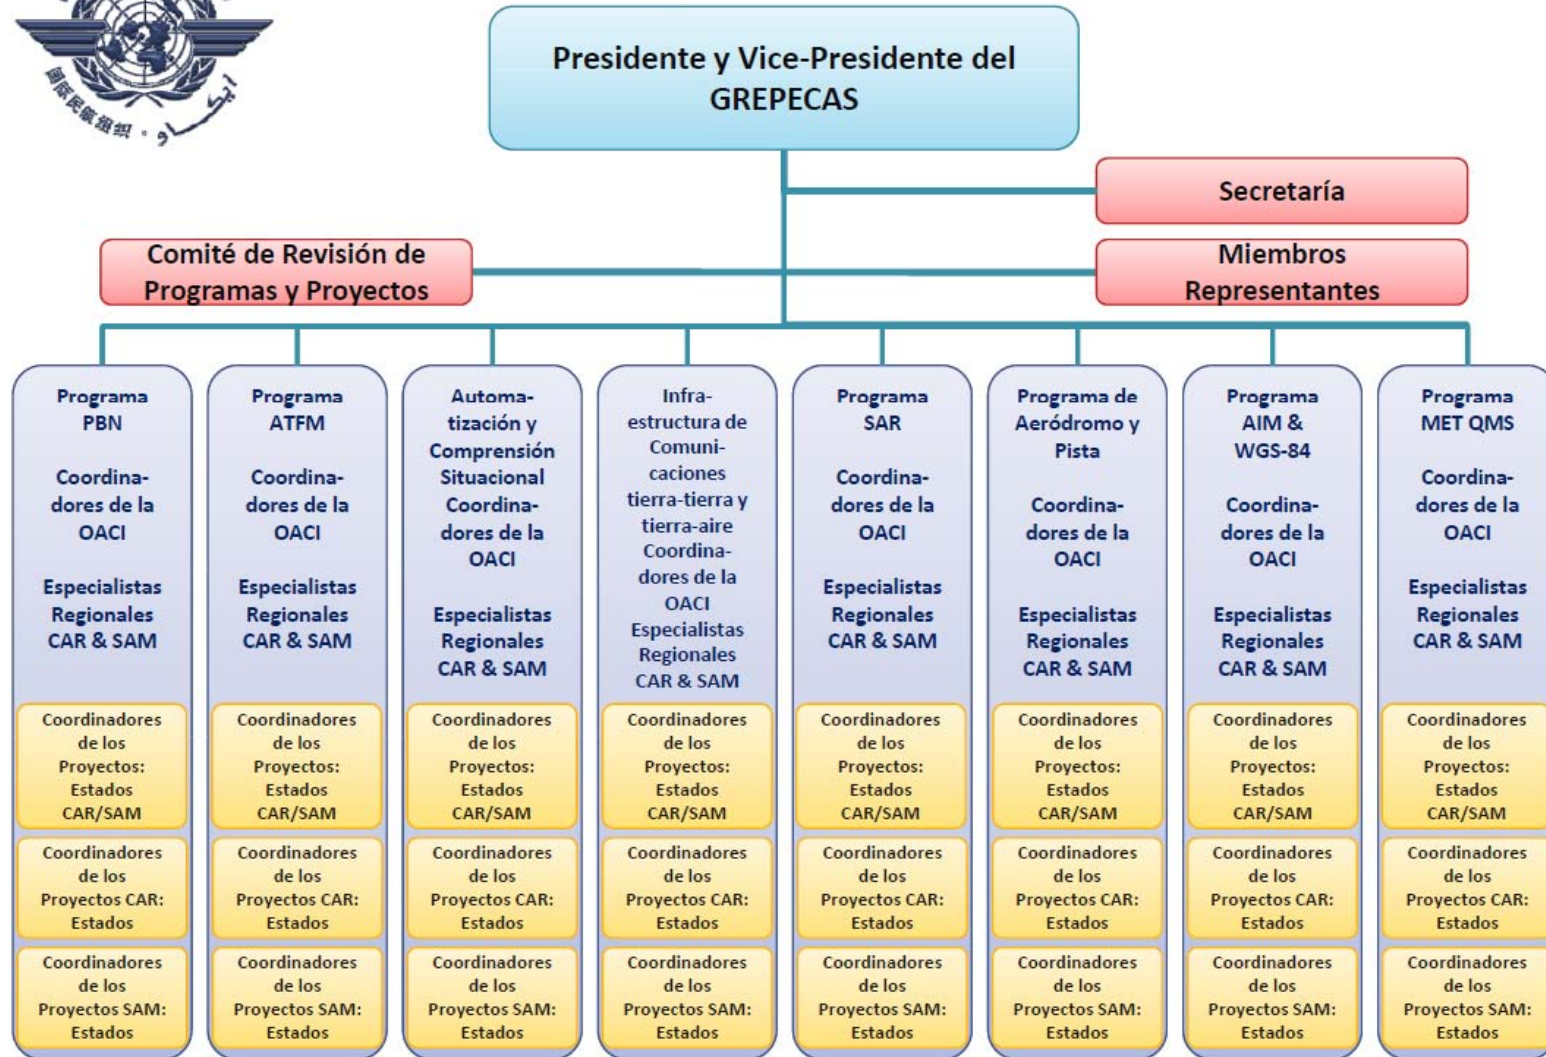 国际民航组织 · ايكاو
Presidente y Vice-Presidente del
GREPECAS
Secretaría
Comité de Revisión de
Programas y Proyectos
Miembros
Representantes
Programa
PBN
Coordina-
dores de la
OACI
Especialistas
Regionales
CAR & SAM
Coordinadores
de los
Proyectos:
Estados
CAR/SAM
Coordinadores
de los
Proyectos CAR:
Estados
Coordinadores
de los
Proyectos SAM:
Estados
Programa
ATFM
Coordina-
dores de la
OACI
Especialistas
Regionales
CAR & SAM
Coordinadores
de los
Proyectos:
Estados
CAR/SAM
Coordinadores
de los
Proyectos CAR:
Estados
Coordinadores
de los
Proyectos SAM:
Estados
Automa-
tización y
Comprensión
Situacional
Coordina-
dores de la
OACI
Especialistas
Regionales
CAR & SAM
Coordinadores
de los
Proyectos:
Estados
CAR/SAM
Coordinadores
de los
Proyectos CAR:
Estados
Coordinadores
de los
Proyectos SAM:
Estados
Infra-
estructura de
Comuni-
caciones
tierra-tierra y
tierra-aire
Coordina-
dores de la
OACI
Especialistas
Regionales
CAR & SAM
Coordinadores
de los
Proyectos:
Estados
CAR/SAM
Coordinadores
de los
Proyectos CAR:
Estados
Coordinadores
de los
Proyectos SAM:
Estados
Programa
SAR
Coordina-
dores de la
OACI
Especialistas
Regionales
CAR & SAM
Coordinadores
de los
Proyectos:
Estados
CAR/SAM
Coordinadores
de los
Proyectos CAR:
Estados
Coordinadores
de los
Proyectos SAM:
Estados
Programa de
Aeródromo y
Pista
Coordina-
dores de la
OACI
Especialistas
Regionales
CAR & SAM
Coordinadores
de los
Proyectos:
Estados
CAR/SAM
Coordinadores
de los
Proyectos CAR:
Estados
Coordinadores
de los
Proyectos SAM:
Estados
Programa
AIM &
WGS-84
Coordina-
dores de la
OACI
Especialistas
Regionales
CAR & SAM
Coordinadores
de los
Proyectos:
Estados
CAR/SAM
Coordinadores
de los
Proyectos CAR:
Estados
Coordinadores
de los
Proyectos SAM:
Estados
Programa
MET QMS
Coordina-
dores de la
OACI
Especialistas
Regionales
CAR & SAM
Coordinadores
de los
Proyectos:
Estados
CAR/SAM
Coordinadores
de los
Proyectos CAR:
Estados
Coordinadores
de los
Proyectos SAM:
Estados